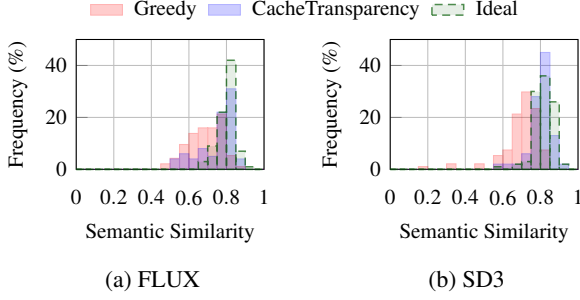 Greedy CacheTransparency Ideal
Frequency (%)
40
20
0
0 0.2 0.4 0.6 0.8 1
Semantic Similarity
(a) FLUX
Frequency (%)
40
20
0
0 0.2 0.4 0.6 0.8 1
Semantic Similarity
(b) SD3